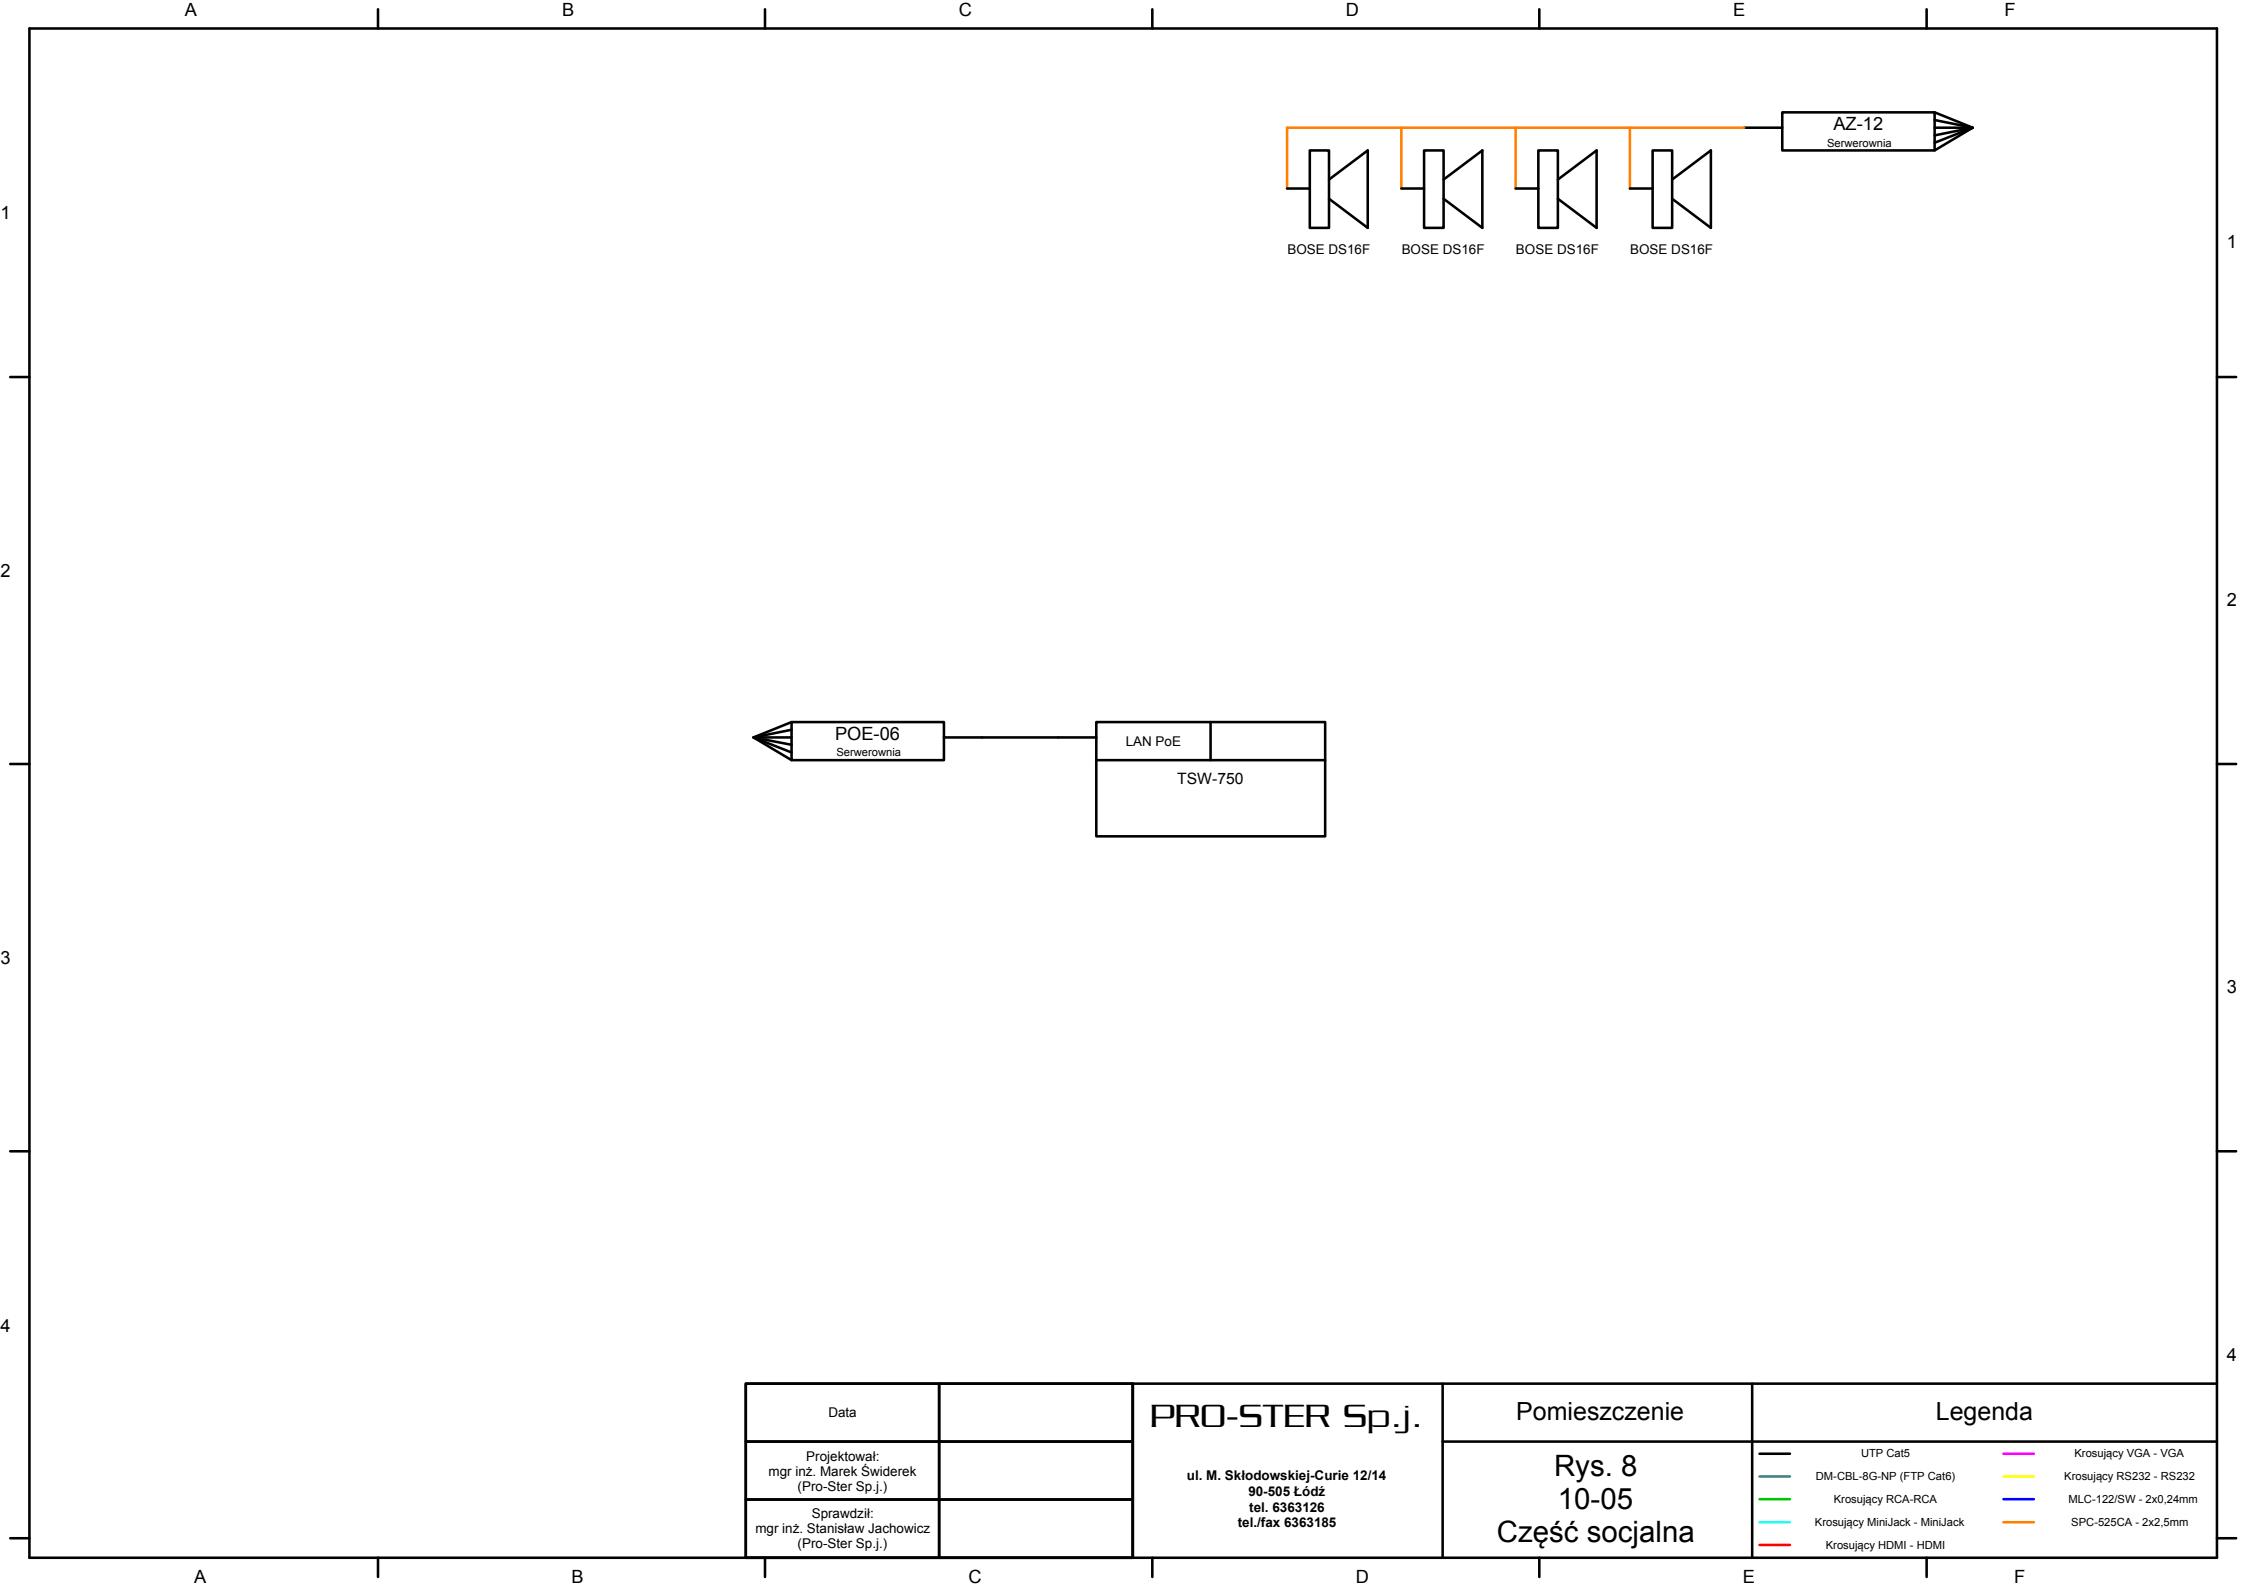 A B C D E F
AZ-12
Serwerownia
1
BOSE DS16F BOSE DS16F BOSE DS16F BOSE DS16F
1
2
2
POE-06
Serwerownia
LAN PoE
TSW-750
3
3
4
4
Data
Projektował:
mgr inż. Marek Świderek
(Pro-Ster Sp.j.)
Sprawdził:
mgr inż. Stanisław Jachowicz
(Pro-Ster Sp.j.)
PRO-STER Sp.j.
ul. M. Skłodowskiej-Curie 12/14
90-505 Łódź
tel. 6363126
tel./fax 6363185
Pomieszczenie
Rys. 8
10-05
Część socjalna
Legenda
UTP Cat5
DM-CBL-8G-NP (FTP Cat6)
Krosujący RCA-RCA
Krosujący MiniJack - MiniJack
Krosujący HDMI - HDMI
Krosujący VGA - VGA
Krosujący RS232 - RS232
MLC-122/SW - 2x0,24mm
SPC-525CA - 2x2,5mm
A B C D E F